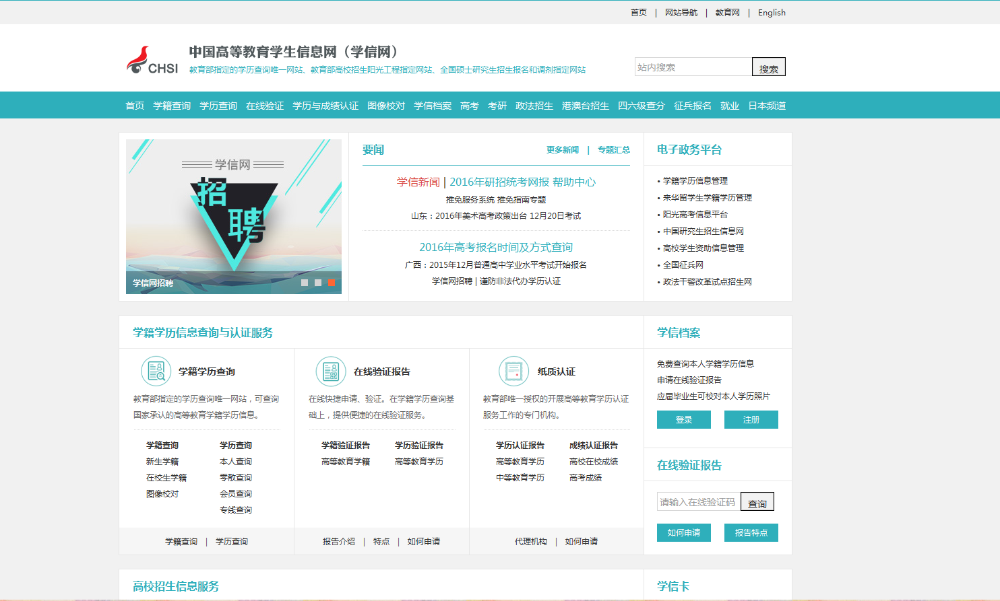 首页 | 网站导航 | 教育网 | English
CHSI
中国高等教育学生信息网（学信网）
教育部指定的学历查询唯一网站、教育部高校招生阳光工程指定网站、全国硕士研究生招生报名和调剂指定网站
站内搜索 搜索
首页 学籍查询 学历查询 在线验证 学历与成绩认证 图像校对 学信档案 高考 考研 政法招生 港澳台招生 四六级查分 征兵报名 就业 日本频道
学信网
招
聘
学信网招聘
要闻 更多新闻 | 专题汇总
学信新闻 | 2016年研招统考网报 帮助中心
推免服务系统 推免指南专题
山东：2016年美术高考政策出台 12月20日考试
2016年高考报名时间及方式查询
广西：2015年12月普通高中学业水平考试开始报名
学信网招聘 | 谨防非法代办学历认证
电子政务平台
• 学籍学历信息管理
• 来华留学生学籍学历管理
• 阳光高考信息平台
• 中国研究生招生信息网
• 高校学生资助信息管理
• 全国征兵网
• 政法干警改革试点招生网
学籍学历信息查询与认证服务
学籍学历查询
教育部指定的学历查询唯一网站，可查询
国家承认的高等教育学籍学历信息。
学籍查询 学历查询
新生学籍 本人查询
在校生学籍 零散查询
图像校对 会员查询
专线查询
学籍查询 | 学历查询
在线验证报告
在线快捷申请、验证。在学籍学历查询基
础上，提供便捷的在线验证服务。
学籍验证报告 学历验证报告
高等教育学籍 高等教育学历
报告介绍 | 特点 | 如何申请
纸质认证
教育部唯一授权的开展高等教育学历认证
服务工作的专门机构。
学历认证报告 成绩认证报告
高等教育学历 高校在校成绩
中等教育学历 高考成绩
代理机构 | 如何申请
学信档案
免费查询本人学籍学历信息
申请在线验证报告
应届毕业生可校对本人学历照片
登录 注册
在线验证报告
请输入在线验证码 查询
如何申请 报告特点
高校招生信息服务
学信卡